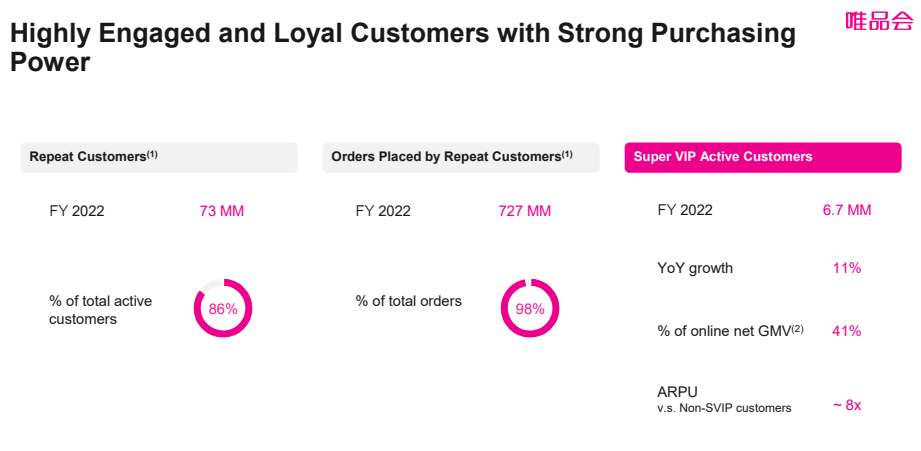 唯品会
Highly Engaged and Loyal Customers with Strong Purchasing
Power
Repeat Customers(1)
FY 2022 73 MM
% of total active
customers
86%
Orders Placed by Repeat Customers(1)
FY 2022 727 MM
% of total orders 98%
Super VIP Active Customers
FY 2022 6.7 MM
YoY growth 11%
% of online net GMV(2) 41%
ARPU
v.s. Non-SVIP customers ~ 8x